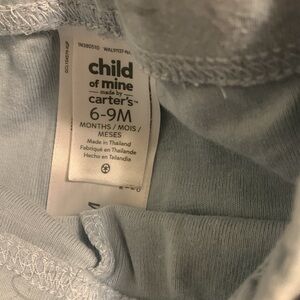 child
of mine
made by
carter's™
6-9M
MONTHS / MOIS /
MESES
Made in Thailand
Fabriqué en Thaïlande
Hecho en Tailandia